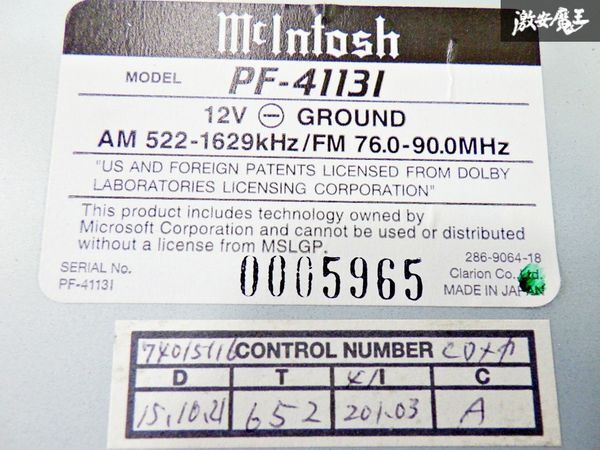 激安魔王
McIntosh
MODEL PF-4113I
12V ⊖ GROUND
AM 522-1629kHz/FM 76.0-90.0MHz
"US AND FOREIGN PATENTS LICENSED FROM DOLBY
LABORATORIES LICENSING CORPORATION"
This product includes technology owned by
Microsoft Corporation and cannot be used or distributed
without a license from MSLGP.
286-9064-18
SERIAL No. 0005965 Clarion Co., Ltd.
PF-4113I MADE IN JAPAN
CONTROL NUMBER
D T C
15.10.21 652 201.03 A